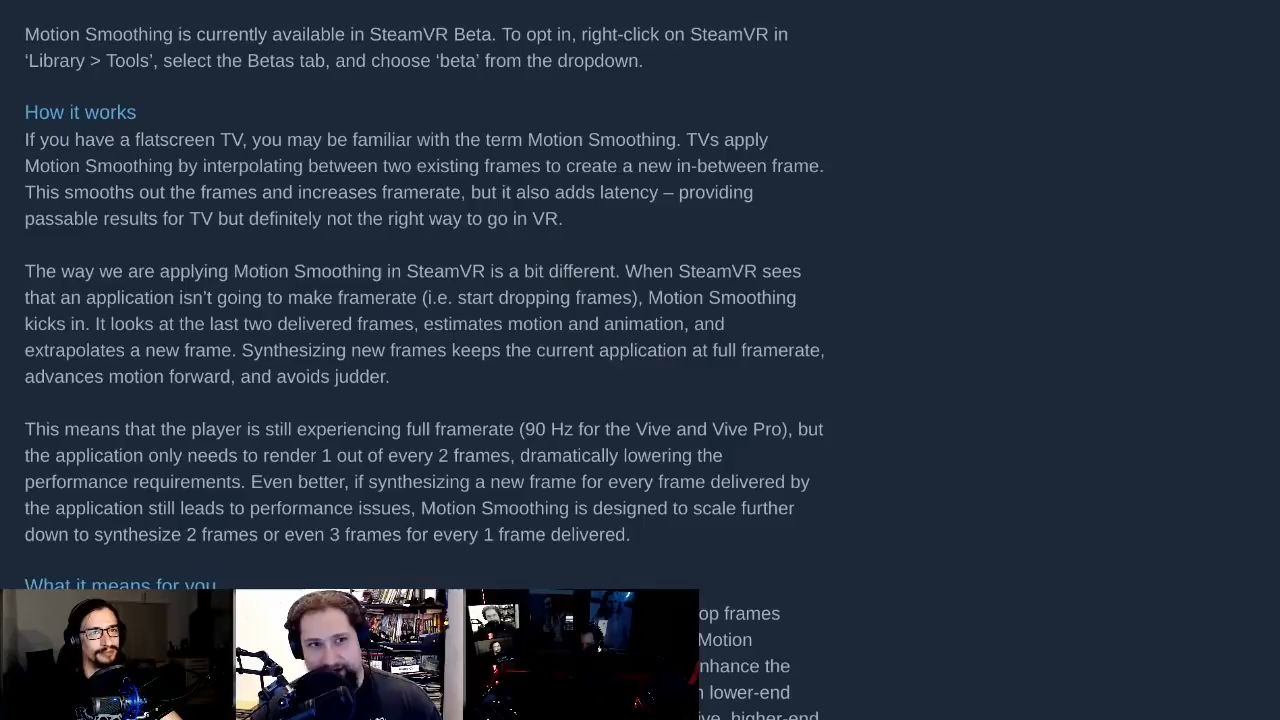 Motion Smoothing is currently available in SteamVR Beta. To opt in, right-click on SteamVR in
‘Library > Tools’, select the Betas tab, and choose ‘beta’ from the dropdown.
How it works
If you have a flatscreen TV, you may be familiar with the term Motion Smoothing. TVs apply
Motion Smoothing by interpolating between two existing frames to create a new in-between frame.
This smooths out the frames and increases framerate, but it also adds latency – providing
passable results for TV but definitely not the right way to go in VR.
The way we are applying Motion Smoothing in SteamVR is a bit different. When SteamVR sees
that an application isn’t going to make framerate (i.e. start dropping frames), Motion Smoothing
kicks in. It looks at the last two delivered frames, estimates motion and animation, and
extrapolates a new frame. Synthesizing new frames keeps the current application at full framerate,
advances motion forward, and avoids judder.
This means that the player is still experiencing full framerate (90 Hz for the Vive and Vive Pro), but
the application only needs to render 1 out of every 2 frames, dramatically lowering the
performance requirements. Even better, if synthesizing a new frame for every frame delivered by
the application still leads to performance issues, Motion Smoothing is designed to scale further
down to synthesize 2 frames or even 3 frames for every 1 frame delivered.
What it means for you
op frames
Motion
nhance the
lower-end
ive, higher-end